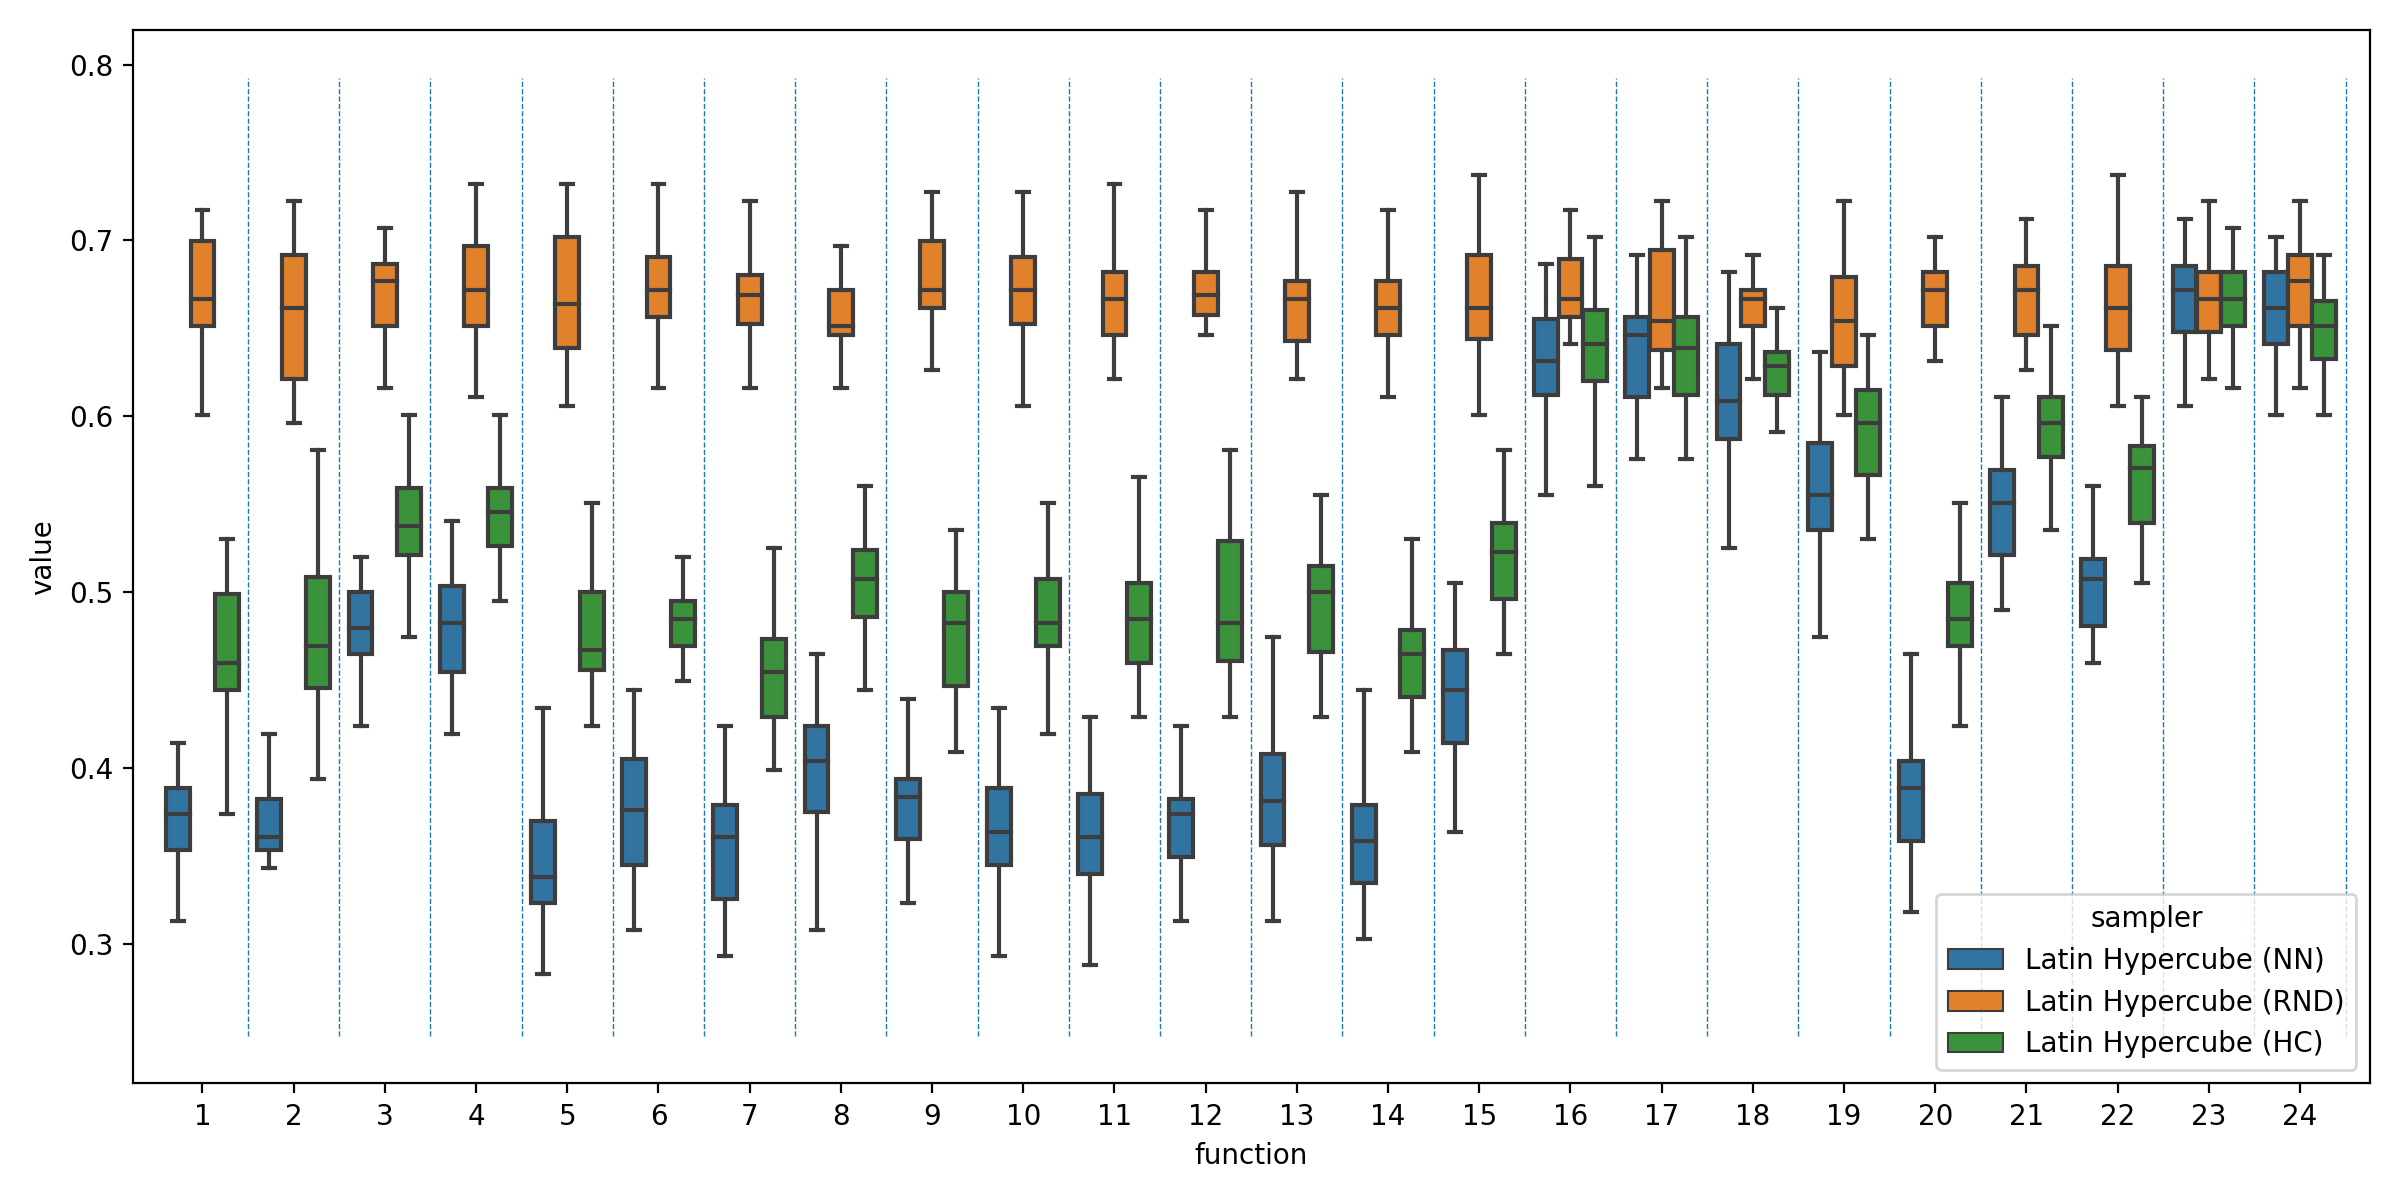 0.8
0.7
0.6
0.5
0.4
0.3
value
sampler
Latin Hypercube (NN)
Latin Hypercube (RND)
Latin Hypercube (HC)
1 2 3 4 5 6 7 8 9 10 11 12 13 14 15 16 17 18 19 20 21 22 23 24
function